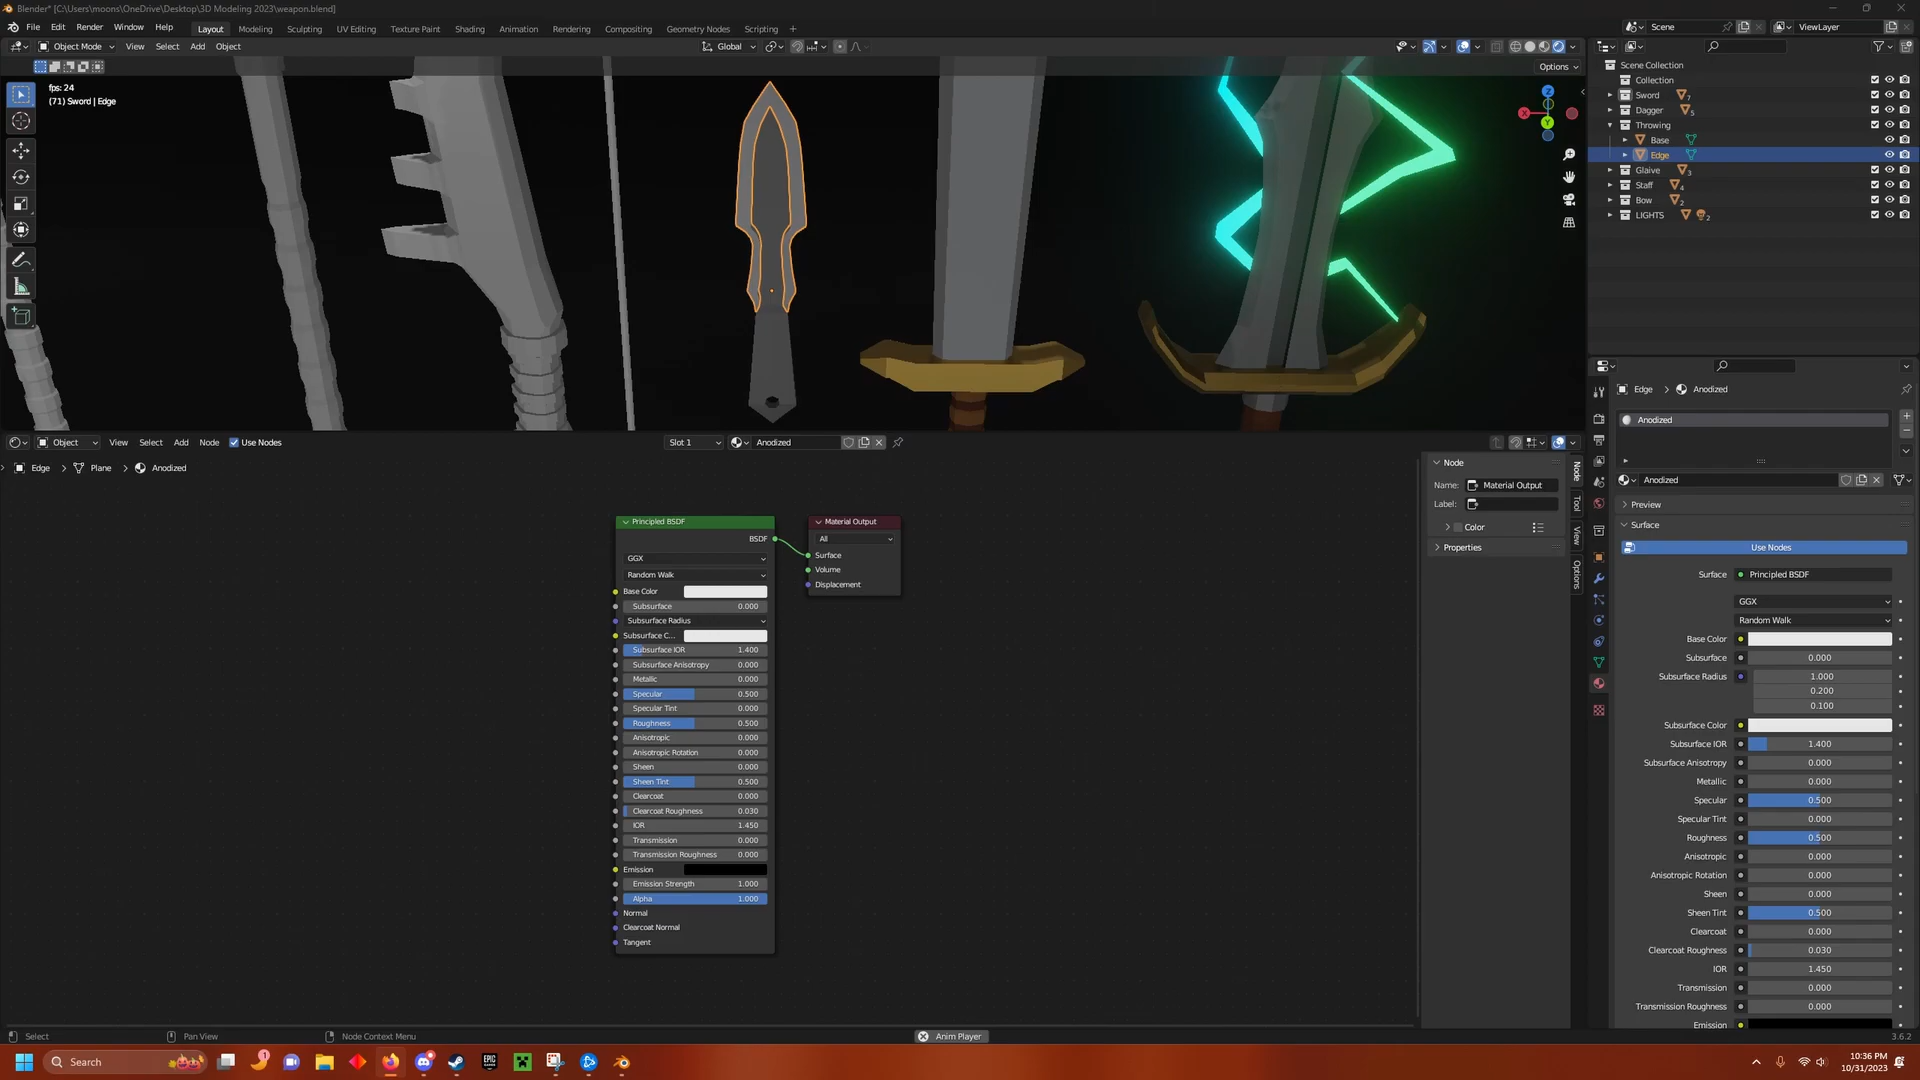 Blender* [C:\Users\moons\OneDrive\Desktop\3D Modeling 2023\weapon.blend]
File Edit Render Window Help Layout Modeling Sculpting UV Editing Texture Paint Shading Animation Rendering Compositing Geometry Nodes Scripting + Scene ViewLayer
Object Mode View Select Add Object Global
Options
fps: 24
(71) Sword | Edge
Z
X
Y
Scene Collection
Collection
Sword 7
Dagger 5
Throwing
Base
Edge
Glaive 3
Staff 4
Bow 2
LIGHTS 2
Object View Select Add Node Use Nodes Slot 1 Anodized
Edge > Plane > Anodized
Principled BSDF
BSDF
GGX
Random Walk
Base Color
Subsurface 0.000
Subsurface Radius
Subsurface C...
Subsurface IOR 1.400
Subsurface Anisotropy 0.000
Metallic 0.000
Specular 0.500
Specular Tint 0.000
Roughness 0.500
Anisotropic 0.000
Anisotropic Rotation 0.000
Sheen 0.000
Sheen Tint 0.500
Clearcoat 0.000
Clearcoat Roughness 0.030
IOR 1.450
Transmission 0.000
Transmission Roughness 0.000
Emission
Emission Strength 1.000
Alpha 1.000
Normal
Clearcoat Normal
Tangent
Material Output
All
Surface
Volume
Displacement
Node
Name: Material Output
Label:
Color
Properties
Node
Tool
View
Options
Edge > Anodized
Anodized
Anodized
Preview
Surface
Use Nodes
Surface Principled BSDF
GGX
Random Walk
Base Color
Subsurface 0.000
Subsurface Radius 1.000
0.200
0.100
Subsurface Color
Subsurface IOR 1.400
Subsurface Anisotropy 0.000
Metallic 0.000
Specular 0.500
Specular Tint 0.000
Roughness 0.500
Anisotropic 0.000
Anisotropic Rotation 0.000
Sheen 0.000
Sheen Tint 0.500
Clearcoat 0.000
Clearcoat Roughness 0.030
IOR 1.450
Transmission 0.000
Transmission Roughness 0.000
Emission
Select Pan View Node Context Menu Anim Player 3.6.2
Search
1
EPIC GAMES
10:36 PM
10/31/2023